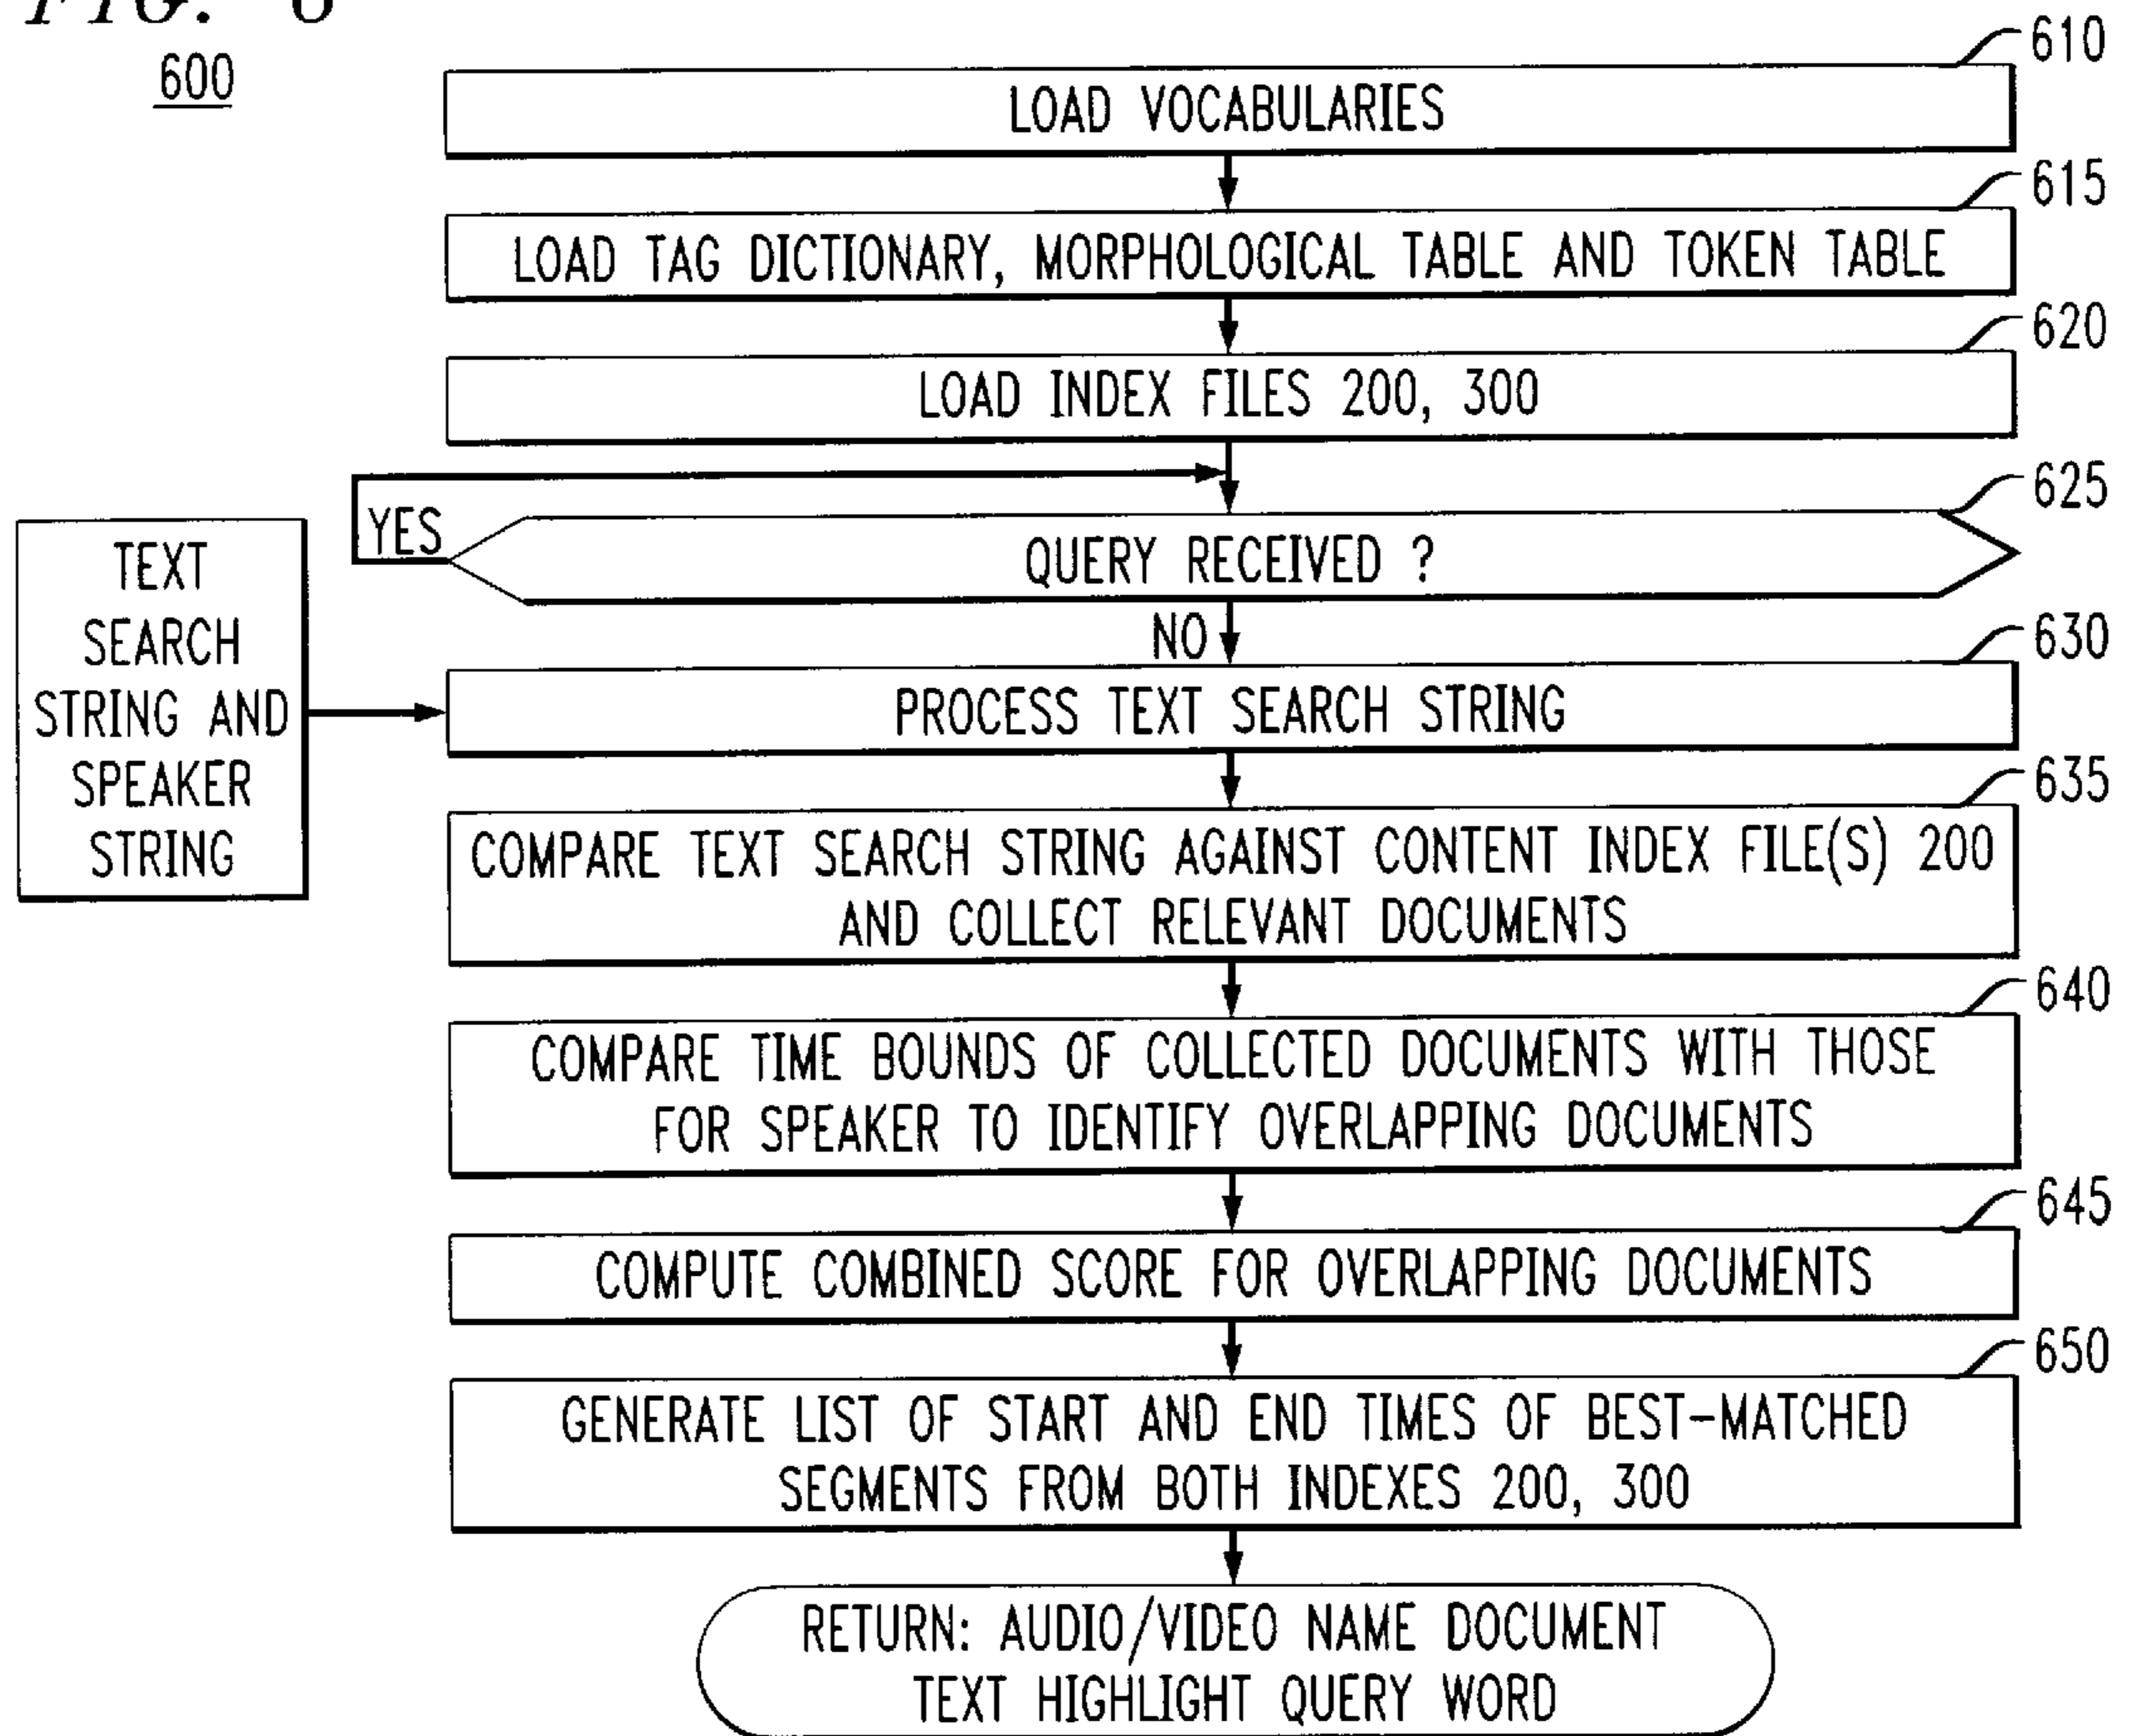 FIG. 6
600
610
LOAD VOCABULARIES
615
LOAD TAG DICTIONARY, MORPHOLOGICAL TABLE AND TOKEN TABLE
620
LOAD INDEX FILES 200, 300
625
YES
QUERY RECEIVED ?
NO
TEXT
SEARCH
STRING AND
SPEAKER
STRING
630
PROCESS TEXT SEARCH STRING
635
COMPARE TEXT SEARCH STRING AGAINST CONTENT INDEX FILE(S) 200
AND COLLECT RELEVANT DOCUMENTS
640
COMPARE TIME BOUNDS OF COLLECTED DOCUMENTS WITH THOSE
FOR SPEAKER TO IDENTIFY OVERLAPPING DOCUMENTS
645
COMPUTE COMBINED SCORE FOR OVERLAPPING DOCUMENTS
650
GENERATE LIST OF START AND END TIMES OF BEST-MATCHED
SEGMENTS FROM BOTH INDEXES 200, 300
RETURN: AUDIO/VIDEO NAME DOCUMENT
TEXT HIGHLIGHT QUERY WORD